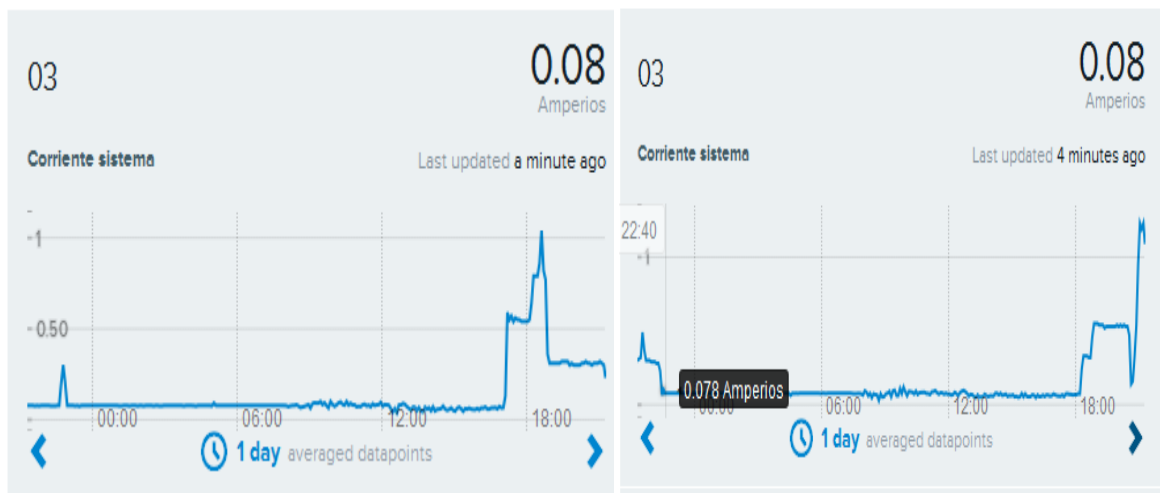 03
0.08
Amperios
Corriente sistema
Last updated a minute ago
1
0.50
00:00
06:00
12:00
18:00
1 day averaged datapoints
03
0.08
Amperios
Corriente sistema
Last updated 4 minutes ago
22:40
1
0.078 Amperios
06:00
12:00
18:00
1 day averaged datapoints